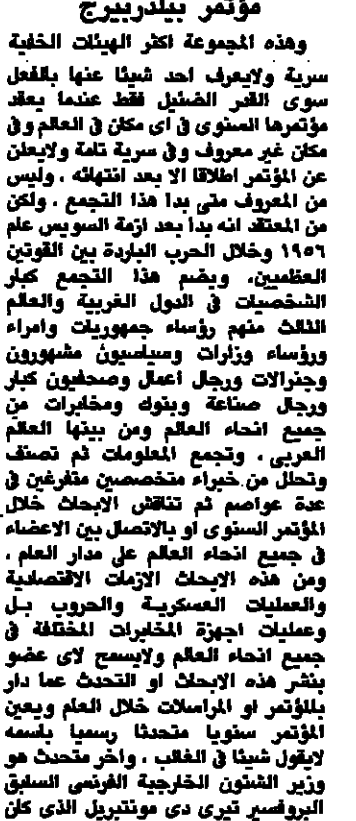 مؤتمر بيلدربيرج
وهذه المجموعة اكثر الهيئات الخفية
سرية ولايعرف احد شيئا عنها بالفعل
سوى القدر الضئيل فقط عندما يعقد
مؤتمرها السنوى فى اى مكان فى العالم وفى
مكان غير معروف وفى سرية تامة ولايعلن
عن المؤتمر اطلاقا الا بعد انتهائه . وليس
من المعروف متى بدا هذا التجمع . ولكن
من المعتقد انه بدا بعد ازمة السويس عام
١٩٥٦ وخلال الحرب الباردة بين القوتين
العظميين، ويضم هذا التجمع كبار
الشخصيات فى الدول الغربية والعالم
الثالث منهم رؤساء جمهوريات وامراء
ورؤساء وزارات وسياسيون مشهورون
وجنرالات ورجال اعمال وصحفيون كبار
ورجال صناعة وبنوك ومخابرات من
جميع انحاء العالم ومن بينها العالم
العربى . وتجمع المعلومات ثم تصنف
وتحلل من خبراء متخصصين متفرغين فى
عدة عواصم ثم تناقش الابحاث خلال
المؤتمر السنوى او بالاتصال بين الاعضاء
فى جميع انحاء العالم على مدار العام .
ومن هذه الابحاث الازمات الاقتصادية
والعمليات العسكرية والحروب بل
وعمليات اجهزة المخابرات المختلفة فى
جميع انحاء العالم ولايسمح لاى عضو
بنشر هذه الابحاث او التحدث عما دار
بالمؤتمر او المراسلات خلال العام ويعين
المؤتمر سنويا متحدثا رسميا باسمه
لايقول شيئا فى الغالب ، واخر متحدث هو
وزير الشئون الخارجية الفرنسى السابق
البروفسير تيرى دى مونتبريل الذى كان